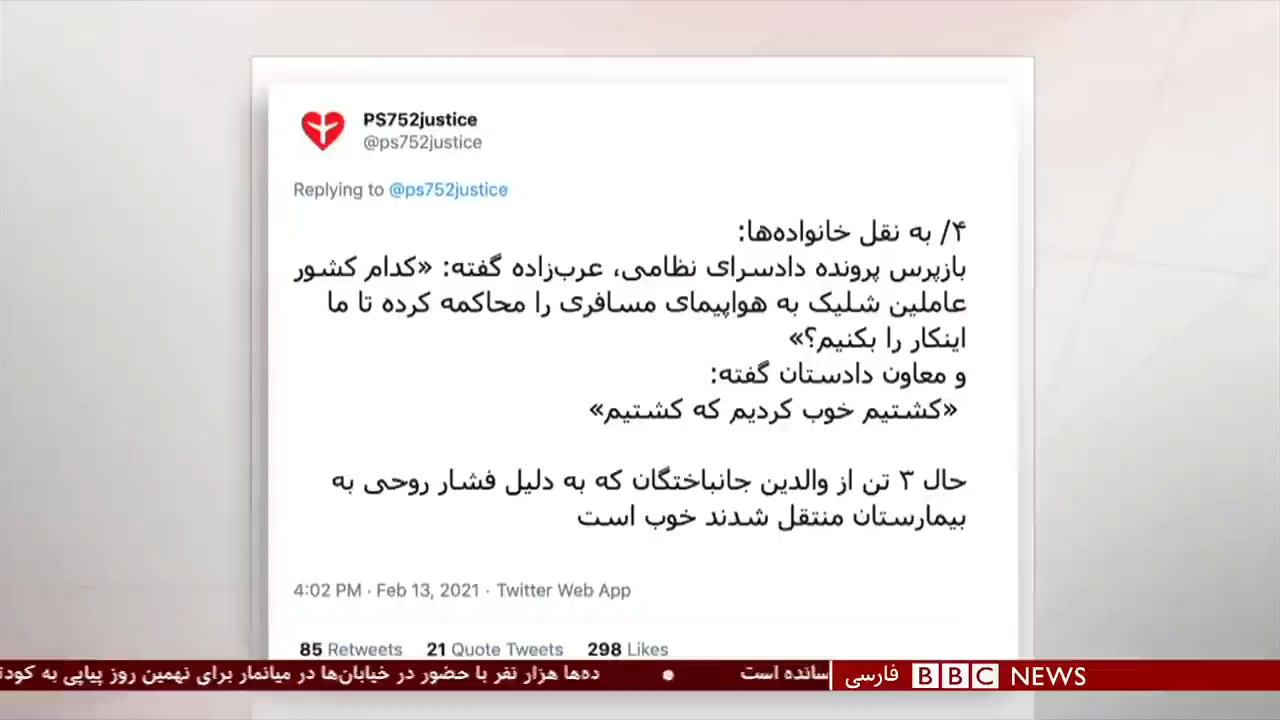 PS752justice
@ps752justice
Replying to @ps752justice
۴/ به نقل خانواده‌ها:
بازپرس پرونده دادسرای نظامی، عرب‌زاده گفته: «کدام کشور
عاملین شلیک به هواپیمای مسافری را محاکمه کرده تا ما
اینکار را بکنیم؟»
و معاون دادستان گفته:
«کشتیم خوب کردیم که کشتیم»
حال ۳ تن از والدین جانباختگان که به دلیل فشار روحی به
بیمارستان منتقل شدند خوب است
4:02 PM · Feb 13, 2021 · Twitter Web App
85 Retweets 21 Quote Tweets 298 Likes
است ● ده‌ها هزار نفر با حضور در خیابان‌ها در میانمار برای نهمین روز پیاپی به
BBC NEWS فارسی